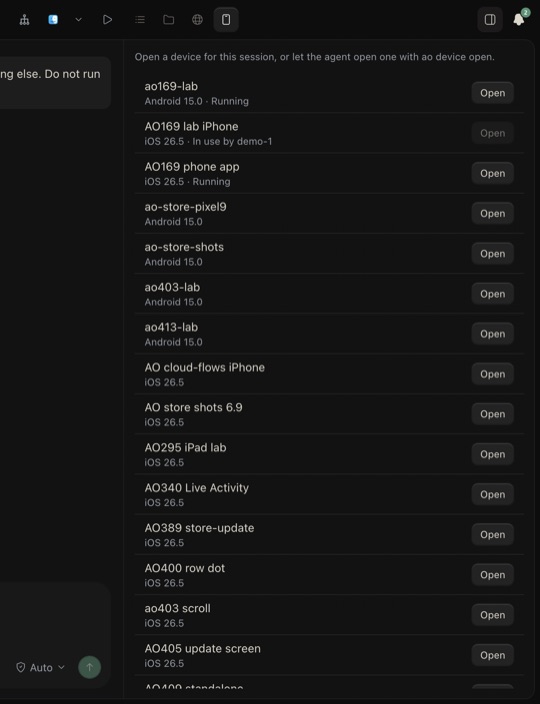 2
ng else. Do not run
Open a device for this session, or let the agent open one with ao device open.
ao169-lab
Android 15.0 · Running
Open
AO169 lab iPhone
iOS 26.5 · In use by demo-1
Open
AO169 phone app
iOS 26.5 · Running
Open
ao-store-pixel9
Android 15.0
Open
ao-store-shots
Android 15.0
Open
ao403-lab
Android 15.0
Open
ao413-lab
Android 15.0
Open
AO cloud-flows iPhone
iOS 26.5
Open
AO store shots 6.9
iOS 26.5
Open
AO295 iPad lab
iOS 26.5
Open
AO340 Live Activity
iOS 26.5
Open
AO389 store-update
iOS 26.5
Open
AO400 row dot
iOS 26.5
Open
ao403 scroll
iOS 26.5
Open
AO405 update screen
iOS 26.5
Open
AO409 standalone
Auto